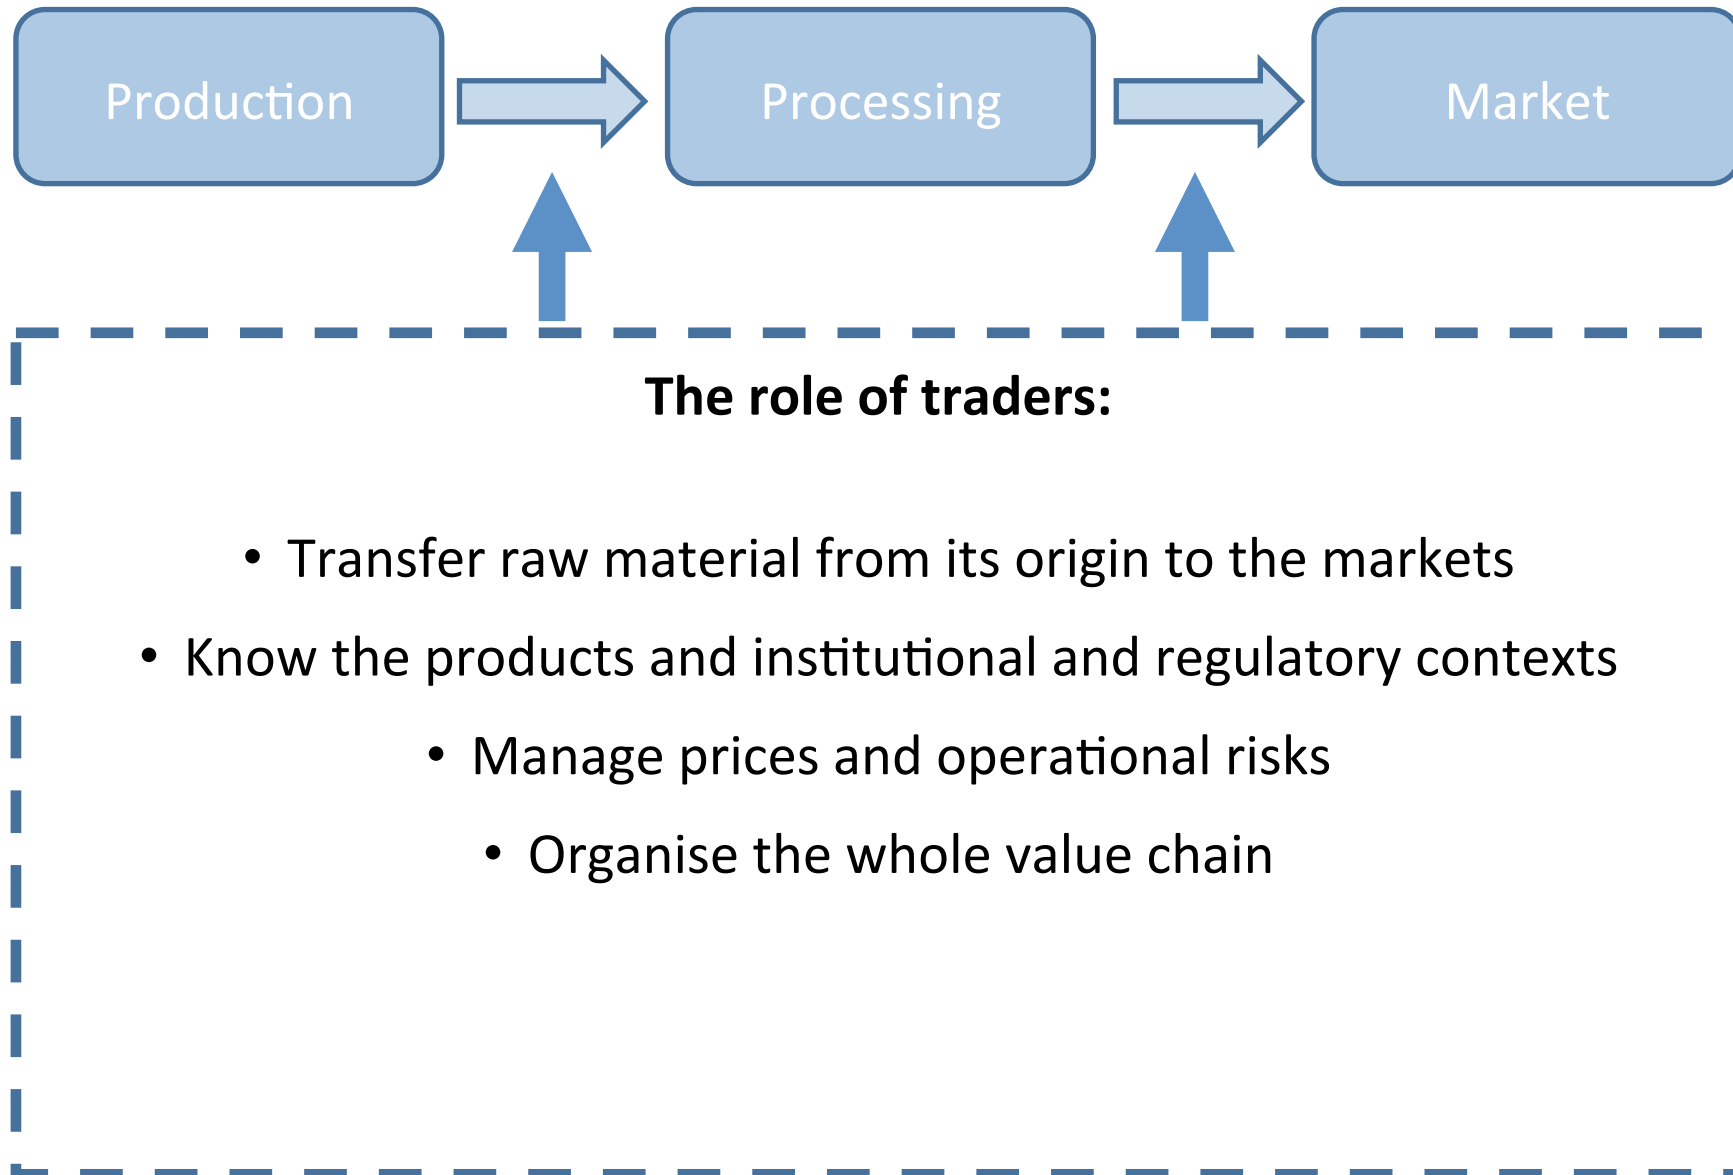 Production
Processing
Market
The role of traders:
• Transfer raw material from its origin to the markets
• Know the products and institutional and regulatory contexts
• Manage prices and operational risks
• Organise the whole value chain